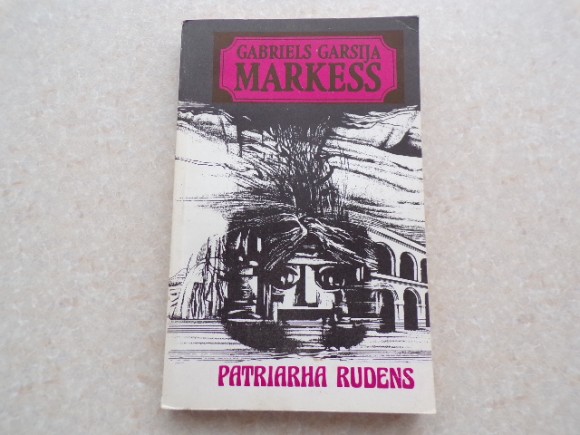 GABRIELS GARSIJA
MARKESS
PATRIARHA RUDENS